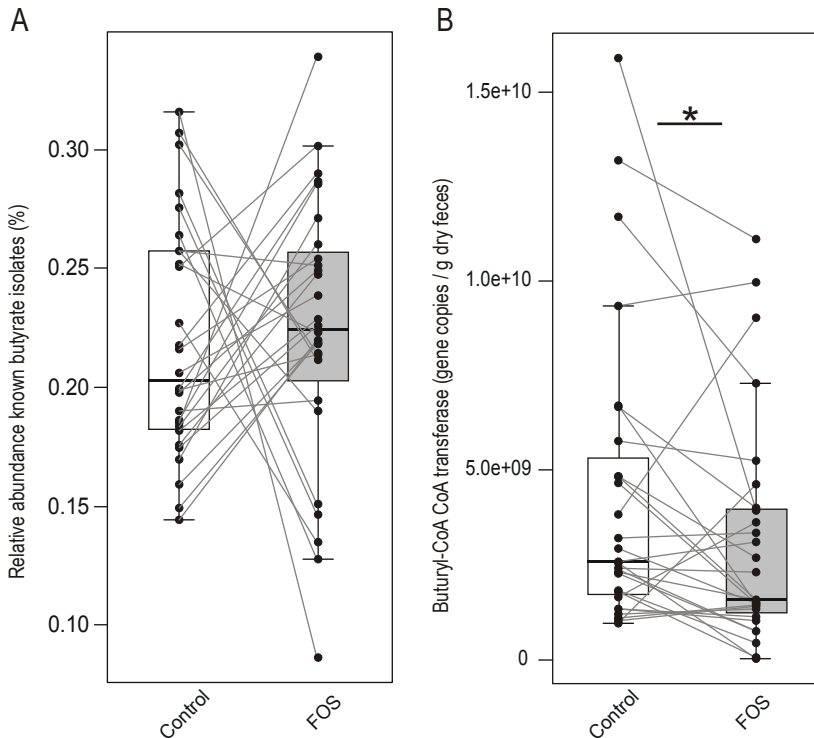 A
Relative abundance known butyrate isolates (%)
0.30
0.25
0.20
0.15
0.10
Control
FOS
B
Buturyl-CoA CoA transferase (gene copies / g dry feces)
1.5e+10
1.0e+10
5.0e+09
0
*
Control
FOS